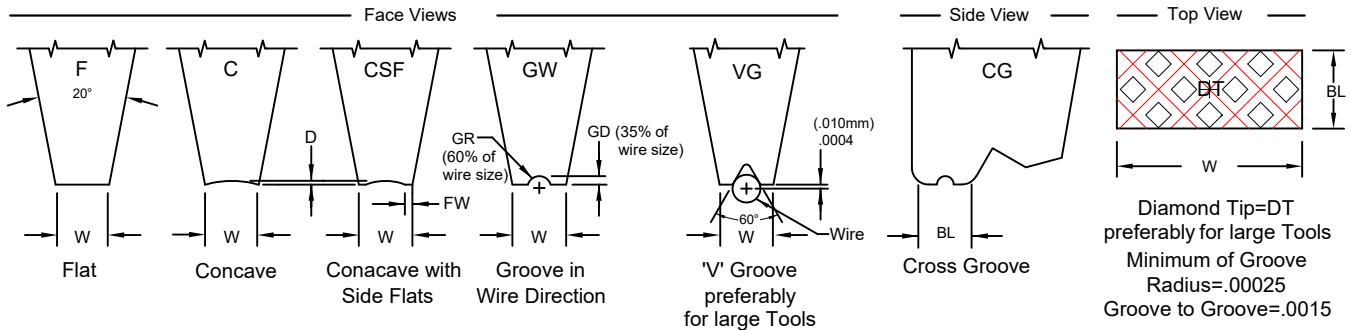 Face Views
Side View
Top View
F
20°
C
CSF
GW
VG
CG
DT
BL
D
GR
(60% of
wire size)
GD (35% of
wire size)
(.010mm)
.0004
FW
W
W
W
W
60°
W
Wire
BL
W
Flat
Concave
Conacave with
Side Flats
Groove in
Wire Direction
'V' Groove
preferably
for large Tools
Cross Groove
Diamond Tip=DT
preferably for large Tools
Minimum of Groove
Radius=.00025
Groove to Groove=.0015